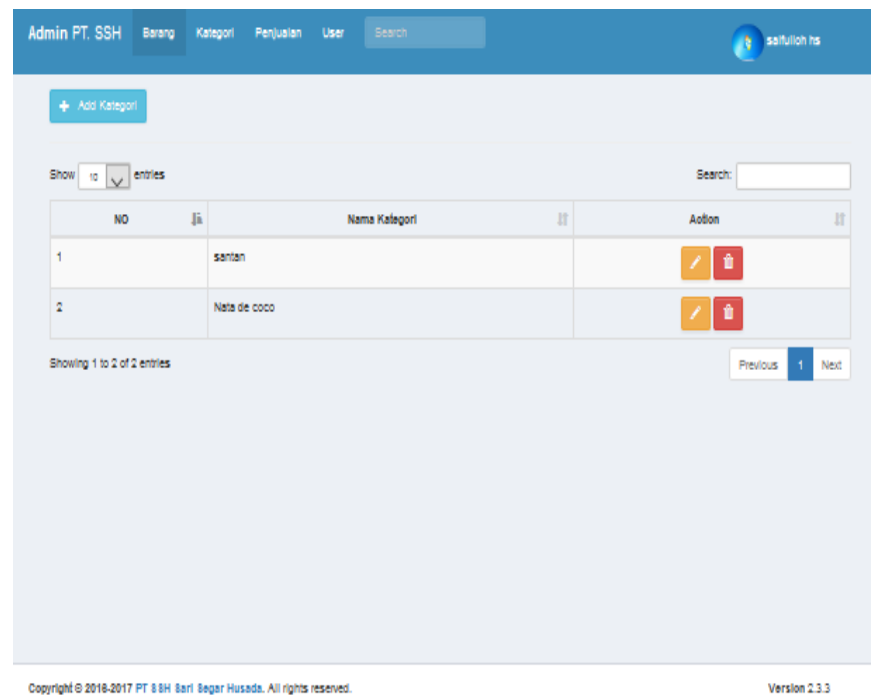 Admin PT. SSH Barang Kategori Penjualan User Search saifulloh hs
Add Kategori
Show 10 entries Search:
NO Nama Kategori Action
1 santan
2 Nata de coco
Showing 1 to 2 of 2 entries Previous 1 Next
Copyright © 2016-2017 PT SSH Sari Segar Husada. All rights reserved. Version 2.3.3